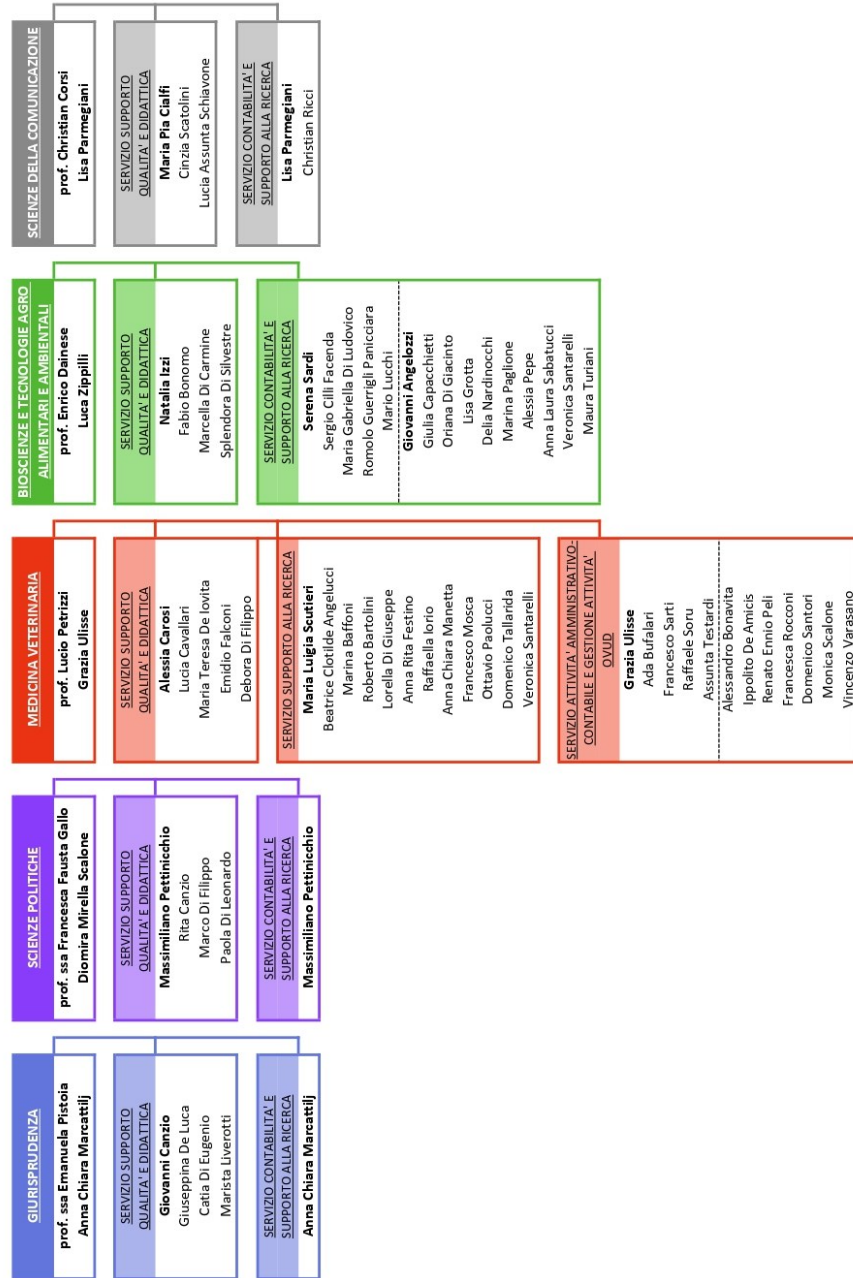 GIURISPRUDENZA
prof. ssa Emanuela Pistoia
Anna Chiara Marcattilj
SERVIZIO SUPPORTO
QUALITA' E DIDATTICA
Giovanni Canzio
Giuseppina De Luca
Catia Di Eugenio
Marista Liverotti
SERVIZIO CONTABILITA' E
SUPPORTO ALLA RICERCA
Anna Chiara Marcattilj
SCIENZE POLITICHE
prof. ssa Francesca Fausta Gallo
Diomira Mirella Scalone
SERVIZIO SUPPORTO
QUALITA' E DIDATTICA
Massimiliano Pettinicchio
Rita Canzio
Marco Di Filippo
Paola Di Leonardo
SERVIZIO CONTABILITA' E
SUPPORTO ALLA RICERCA
Massimiliano Pettinicchio
MEDICINA VETERINARIA
prof. Lucio Petrizzi
Grazia Ulisse
SERVIZIO SUPPORTO
QUALITA' E DIDATTICA
Alessia Carosi
Lucia Cavallari
Maria Teresa De Iovita
Emidio Falconi
Debora Di Filippo
SERVIZIO SUPPORTO ALLA RICERCA
Maria Luigia Scutieri
Beatrice Clotilde Angelucci
Marina Baffoni
Roberto Bartolini
Lorella Di Giuseppe
Anna Rita Festino
Raffaella Iorio
Anna Chiara Manetta
Francesco Mosca
Ottavio Paolucci
Domenico Tallarida
Veronica Santarelli
SERVIZIO ATTIVITA' AMMINISTRATIVO-
CONTABILE E GESTIONE ATTIVITA'
OVUD
Grazia Ulisse
Ada Bufalari
Francesco Sarti
Raffaele Soru
Assunta Testardi
Alessandro Bonavita
Ippolito De Amicis
Renato Ennio Peli
Francesca Rocconi
Domenico Santori
Monica Scalone
Vincenzo Varasano
BIOSCIENZE E TECNOLOGIE AGRO
ALIMENTARI E AMBIENTALI
prof. Enrico Dainese
Luca Zippilli
SERVIZIO SUPPORTO
QUALITA' E DIDATTICA
Natalia Izzi
Fabio Bonomo
Marcella Di Carmine
Splendora Di Silvestre
SERVIZIO CONTABILITA' E
SUPPORTO ALLA RICERCA
Serena Sardi
Sergio Cilli Facenda
Maria Gabriella Di Ludovico
Romolo Guerrigli Panicciara
Mario Lucchi
Giovanni Angelozzi
Giulia Capacchietti
Oriana Di Giacinto
Lisa Grotta
Delia Nardinocchi
Marina Paglione
Alessia Pepe
Anna Laura Sabatucci
Veronica Santarelli
Maura Turiani
SCIENZE DELLA COMUNICAZIONE
prof. Christian Corsi
Lisa Parmegiani
SERVIZIO SUPPORTO
QUALITA' E DIDATTICA
Maria Pia Cialfi
Cinzia Scatolini
Lucia Assunta Schiavone
SERVIZIO CONTABILITA' E
SUPPORTO ALLA RICERCA
Lisa Parmegiani
Christian Ricci